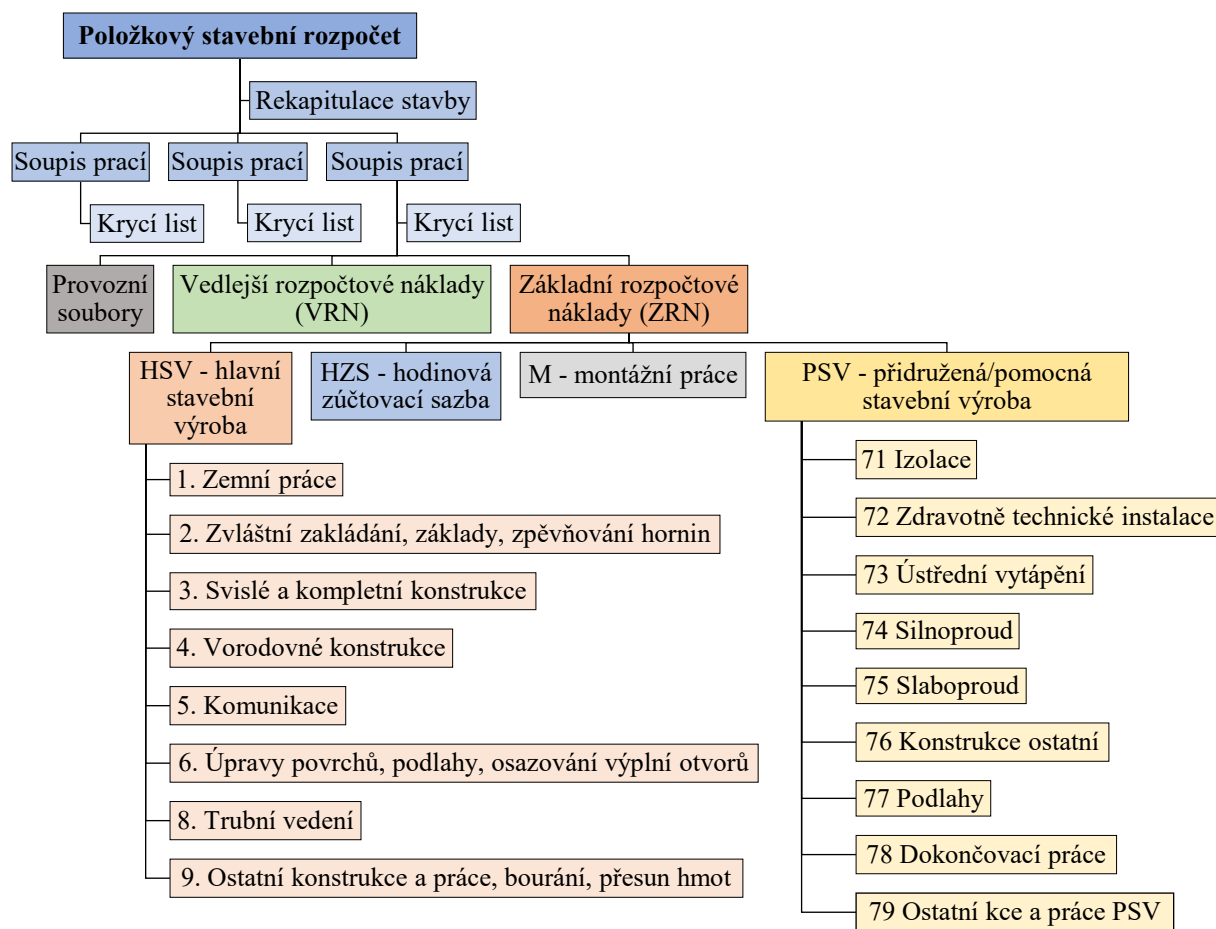 Položkový stavební rozpočet
Rekapitulace stavby
Soupis prací
Soupis prací
Soupis prací
Krycí list
Krycí list
Krycí list
Provozní
soubory
Vedlejší rozpočtové náklady
(VRN)
Základní rozpočtové
náklady (ZRN)
HSV - hlavní
stavební
výroba
HZS - hodinová
zúčtovací sazba
M - montážní práce
PSV - přidružená/pomocná
stavební výroba
1. Zemní práce
2. Zvláštní zakládání, základy, zpěvňování hornin
3. Svislé a kompletní konstrukce
4. Vorodovné konstrukce
5. Komunikace
6. Úpravy povrchů, podlahy, osazování výplní otvorů
8. Trubní vedení
9. Ostatní konstrukce a práce, bourání, přesun hmot
71 Izolace
72 Zdravotně technické instalace
73 Ústřední vytápění
74 Silnoproud
75 Slaboproud
76 Konstrukce ostatní
77 Podlahy
78 Dokončovací práce
79 Ostatní kce a práce PSV